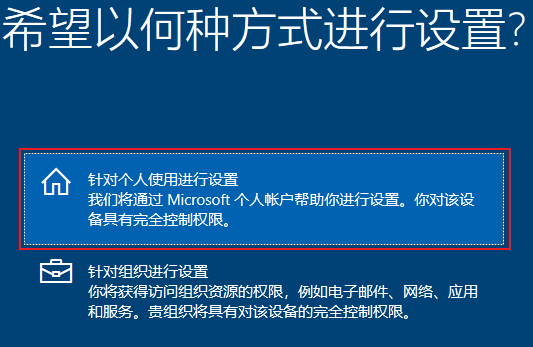 希望以何种方式进行设置?
针对个人使用进行设置
我们将通过 Microsoft 个人帐户帮助你进行设置。你对该设
备具有完全控制权限。
针对组织进行设置
你将获得访问组织资源的权限，例如电子邮件、网络、应用
和服务。贵组织将具有对该设备的完全控制权限。